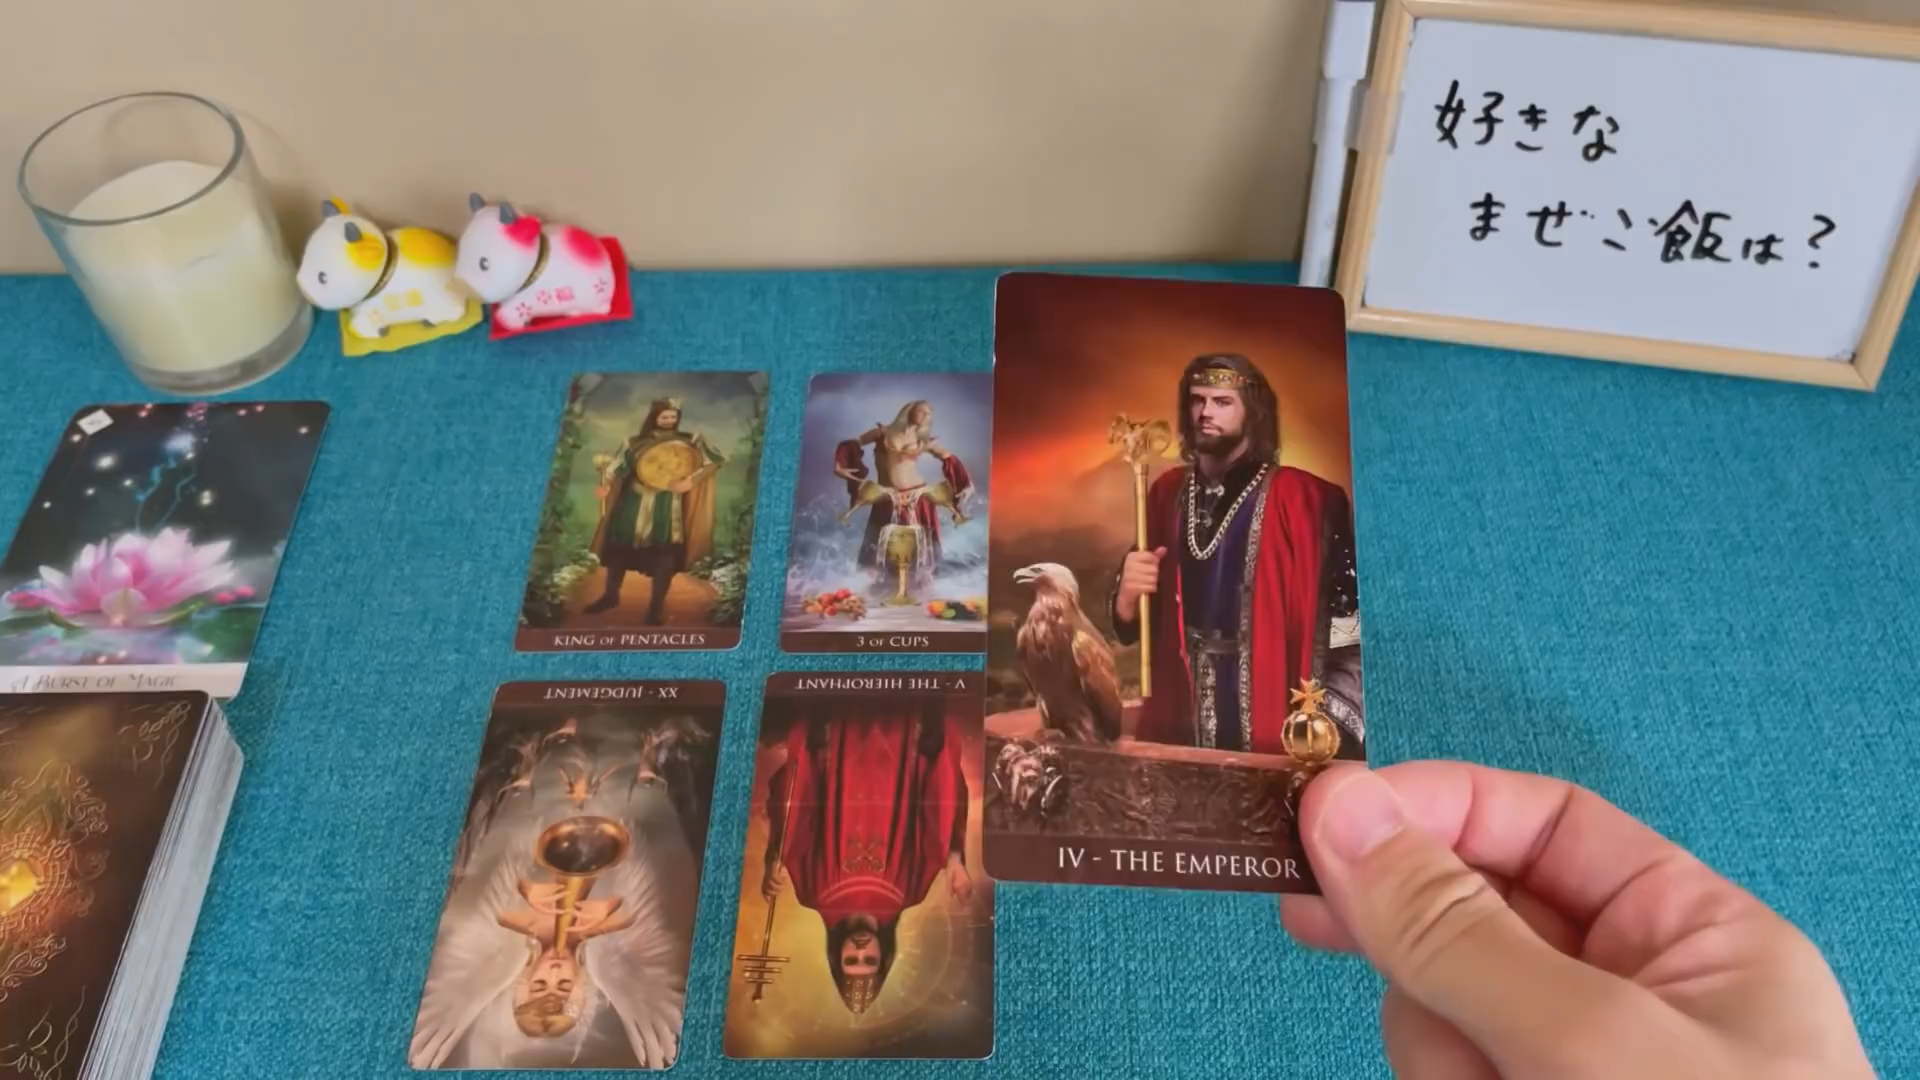 好きな
まぜご飯は?
KING OF PENTACLES
3 OF CUPS
IV - THE EMPEROR
XX - JUDGEMENT
V - THE HIEROPHANT
A BURST OF MAGIC